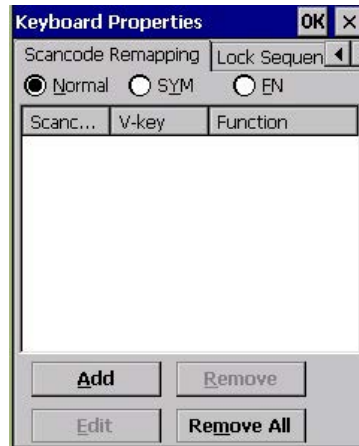 Keyboard Properties OK ×
Scancode Remapping Lock Sequen
Normal SYM FN
Scanc... V-key Function
Add Remove
Edit Remove All